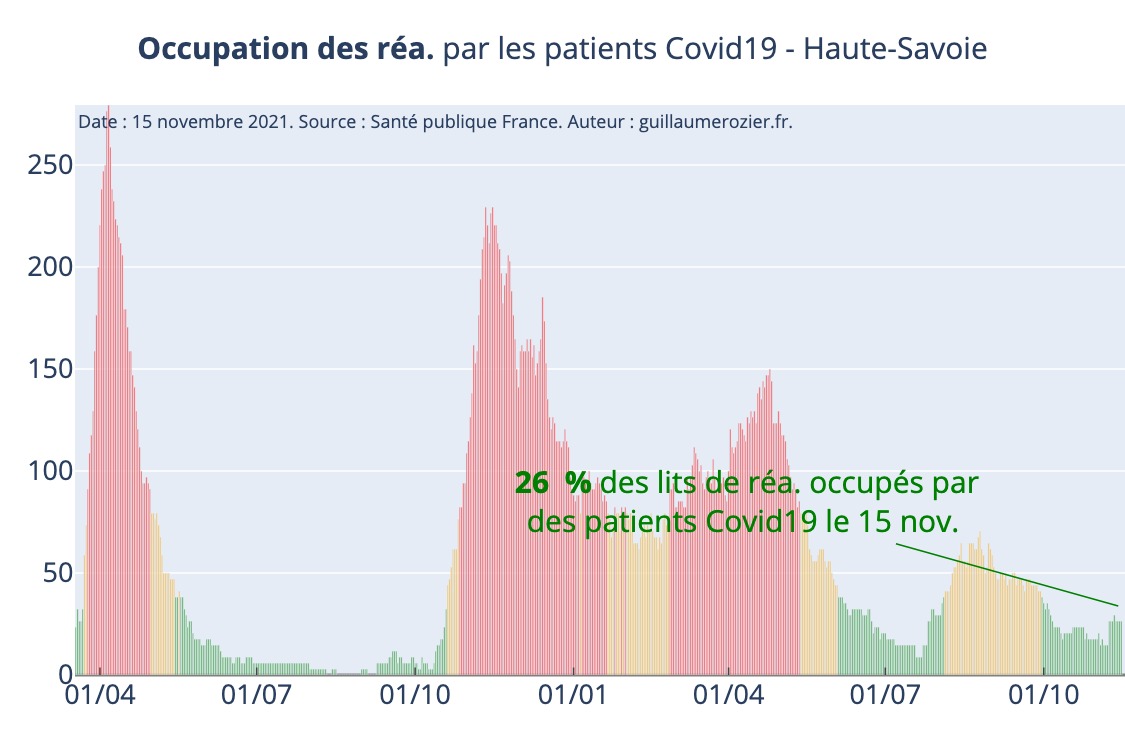 Occupation des réa. par les patients Covid19 - Haute-Savoie
Date : 15 novembre 2021. Source : Santé publique France. Auteur : guillaumerozier.fr.
250
200
150
100
50
0
26 % des lits de réa. occupés par
des patients Covid19 le 15 nov.
01/04 01/07 01/10 01/01 01/04 01/07 01/10